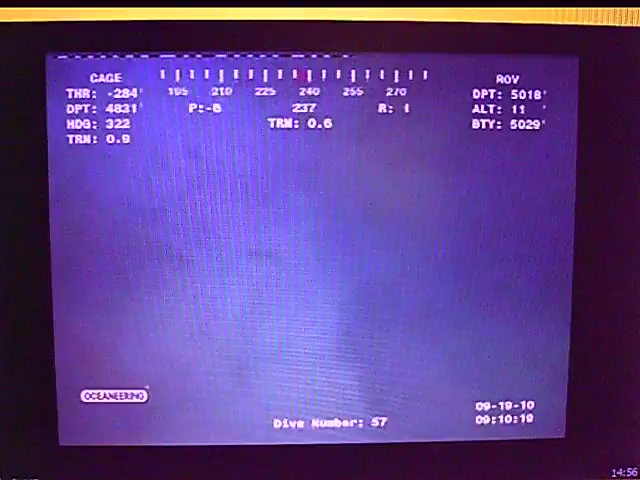 CAGE
THR: -284'
DPT: 4831'
HDG: 322
TRN: 0.9
195 210 225 240 255 270
P:-6 237 R: 1
TRN: 0.6
ROV
DPT: 5018'
ALT: 11 '
BTY: 5029'
OCEANEERING
Dive Number: 57
09-19-10
09:10:19
14:56